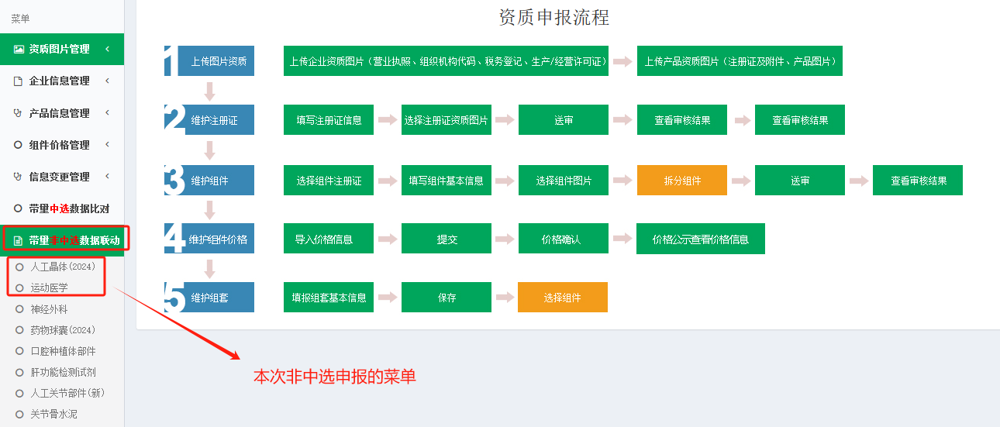 菜单
资质图片管理
企业信息管理
产品信息管理
组件价格管理
信息变更管理
带量中选数据比对
带量非中选数据联动
人工晶体(2024)
运动医学
神经外科
药物球囊(2024)
口腔种植体部件
肝功能检测试剂
人工关节部件(新)
关节骨水泥
资质申报流程
1 上传图片资质 上传企业资质图片（营业执照、组织机构代码、税务登记、生产/经营许可证） 上传产品资质图片（注册证及附件、产品图片）
2 维护注册证 填写注册证信息 选择注册证资质图片 送审 查看审核结果 查看审核结果
3 维护组件 选择组件注册证 填写组件基本信息 选择组件图片 拆分组件 送审 查看审核结果
4 维护组件价格 导入价格信息 提交 价格确认 价格公示查看价格信息
5 维护组套 填报组套基本信息 保存 选择组件
本次非中选申报的菜单